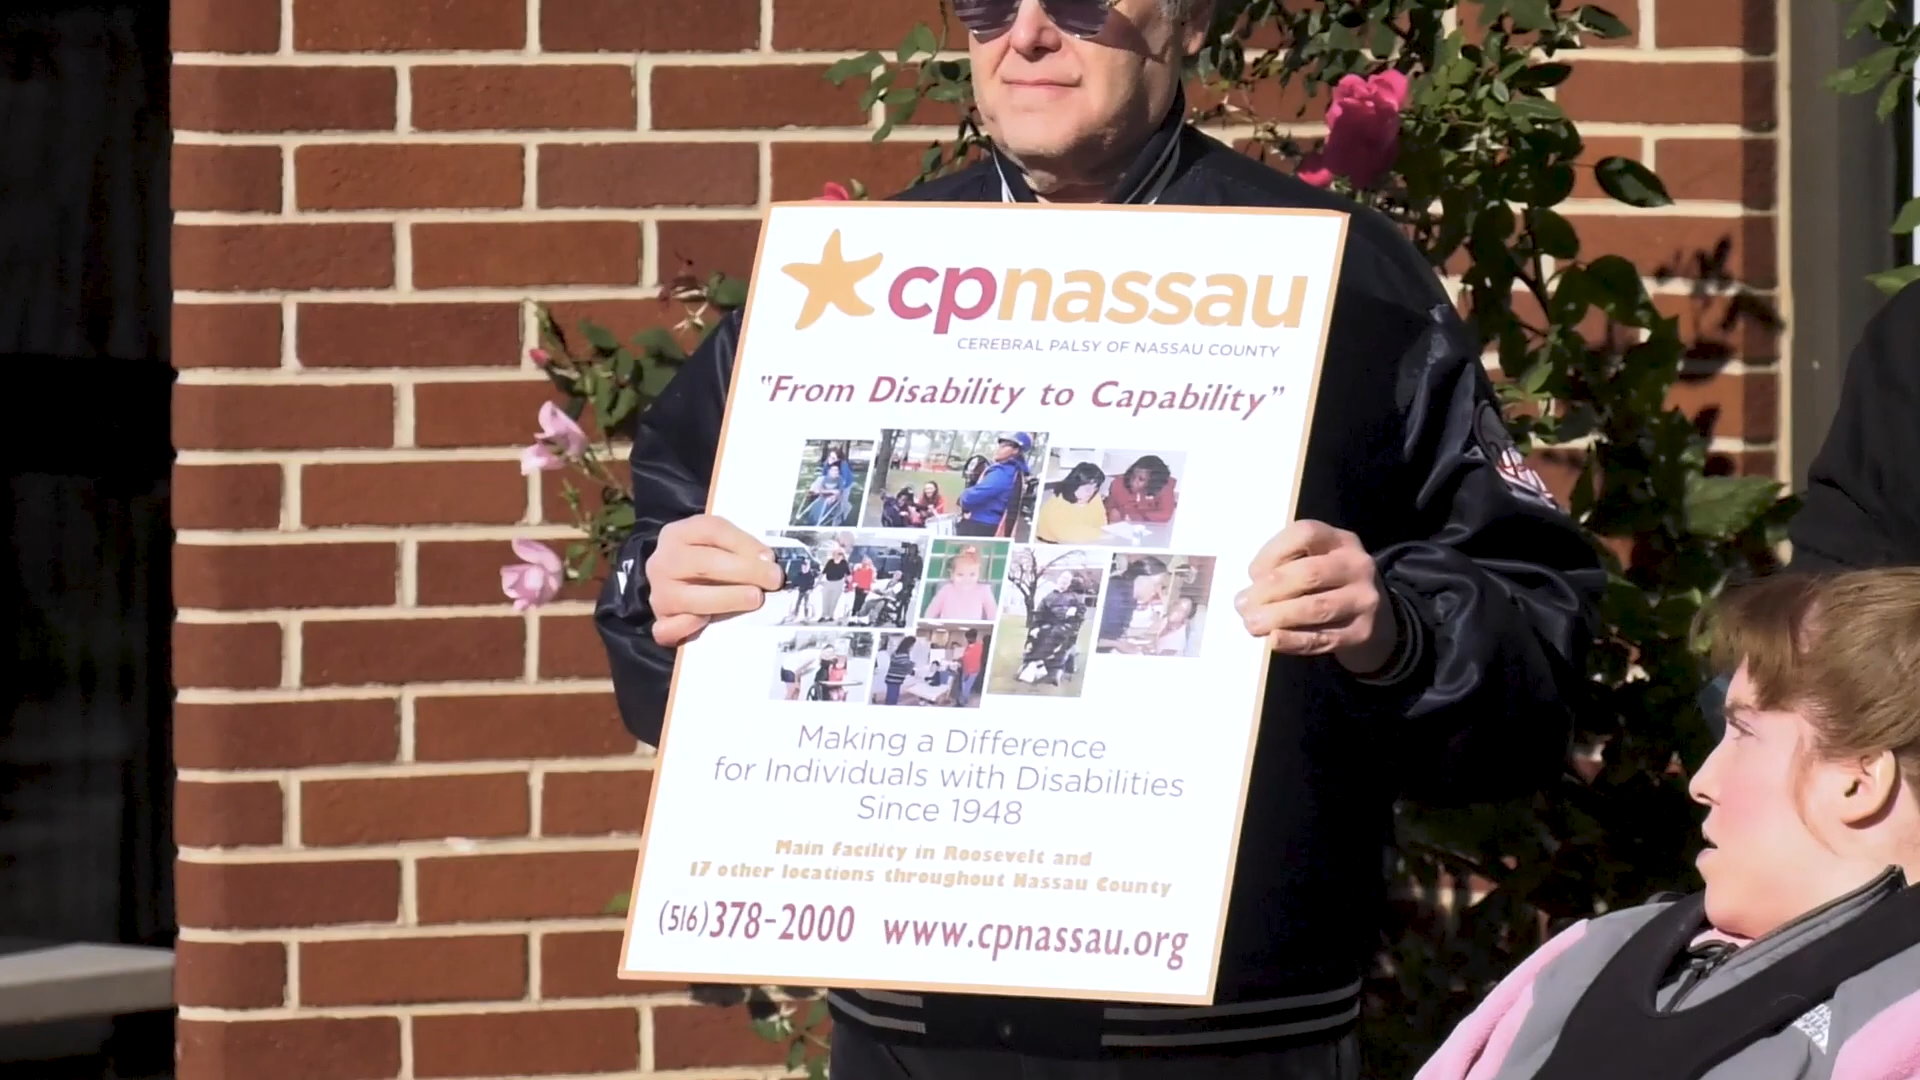 cpnassau
CEREBRAL PALSY OF NASSAU COUNTY
"From Disability to Capability"
Making a Difference
for Individuals with Disabilities
Since 1948
Main facility in Roosevelt and
17 other locations throughout Nassau County
(516)378-2000 www.cpnassau.org